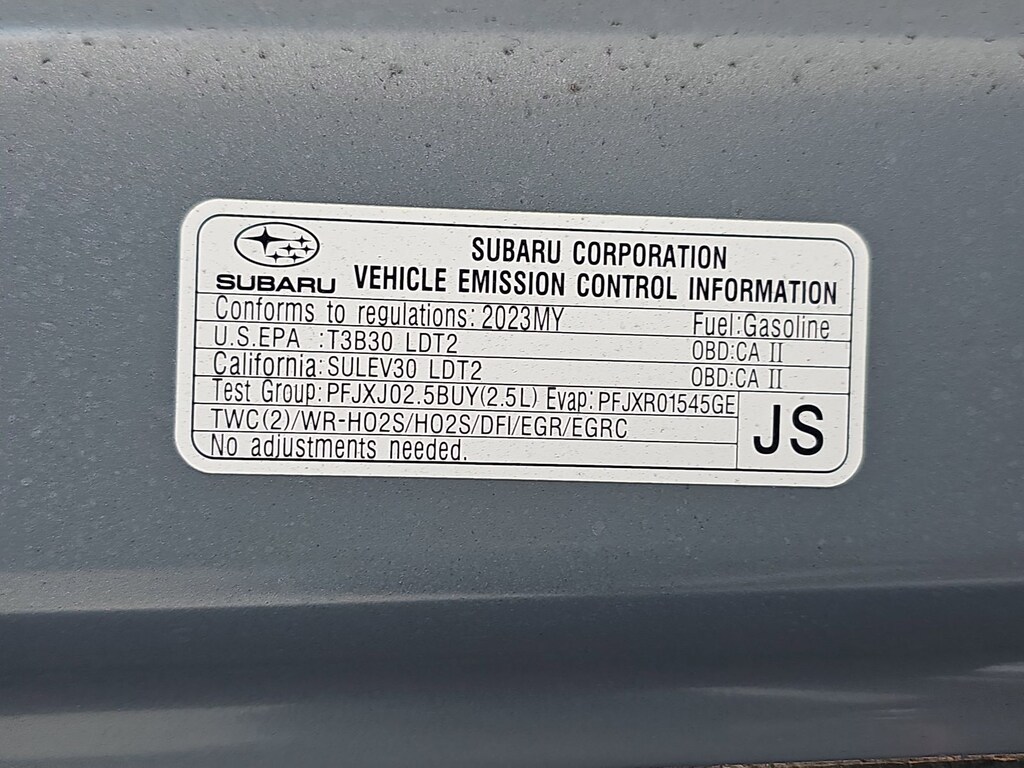 SUBARU CORPORATION
SUBARU VEHICLE EMISSION CONTROL INFORMATION
Conforms to regulations: 2023MY Fuel:Gasoline
U.S.EPA :T3B30 LDT2 OBD:CA II
California:SULEV30 LDT2 OBD:CA II
Test Group:PFJXJ02.5BUY(2.5L) Evap:PFJXR01545GE
TWC(2)/WR-HO2S/HO2S/DFI/EGR/EGRC
JS
No adjustments needed.